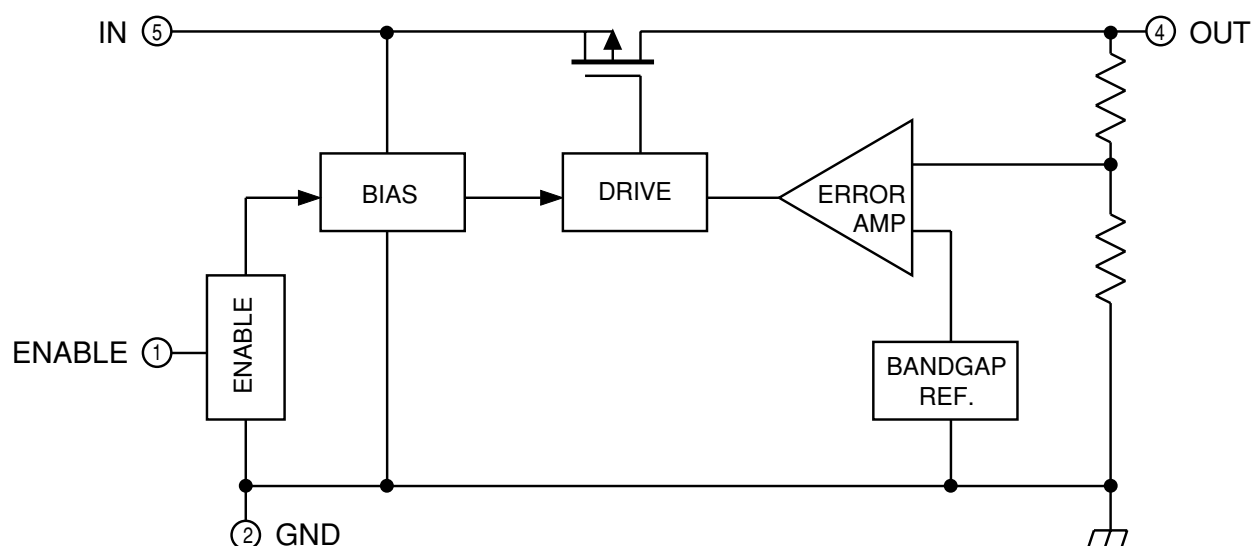 IN 5
4 OUT
BIAS
DRIVE
ERROR
AMP
ENABLE
ENABLE 1
BANDGAP
REF.
2 GND